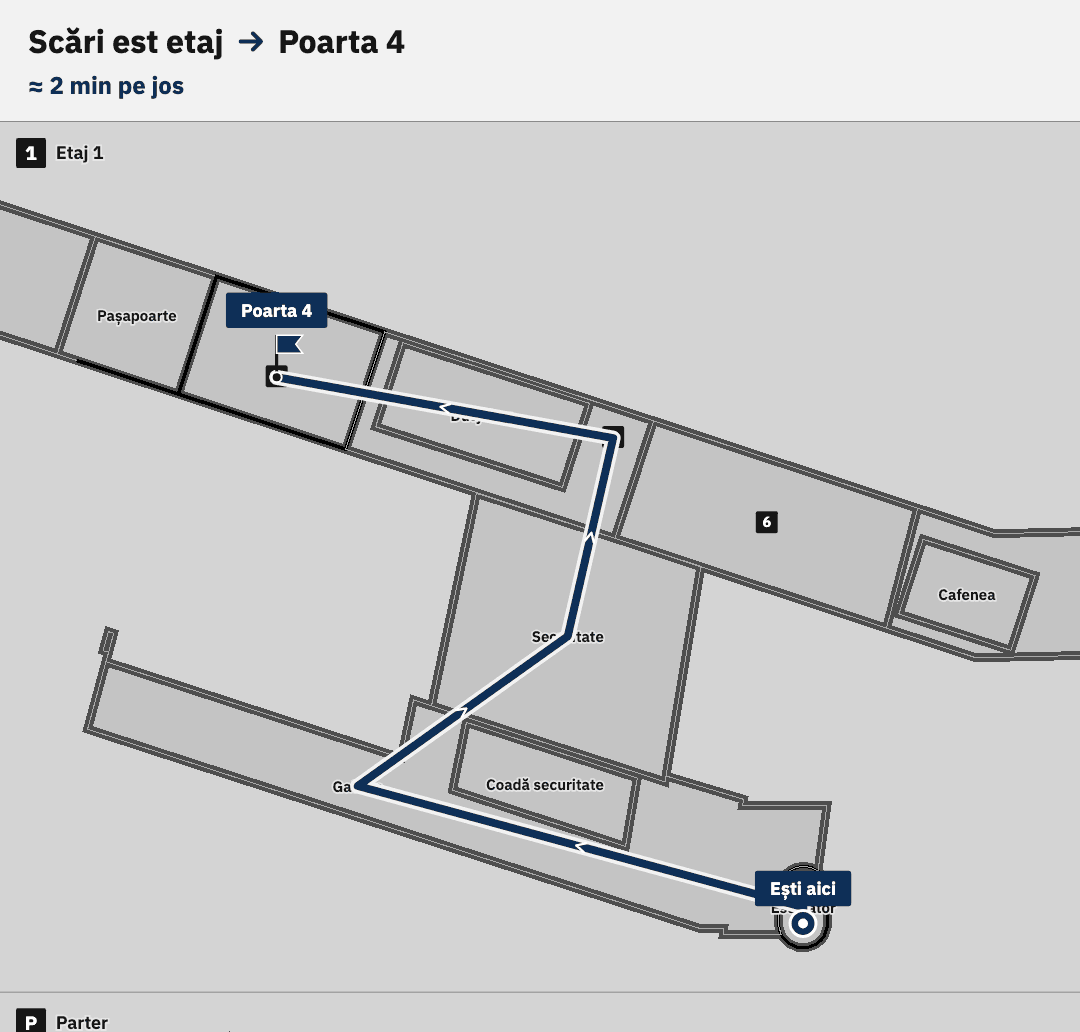 Scări est etaj → Poarta 4
≈ 2 min pe jos
1 Etaj 1
Pașapoarte
Poarta 4
6
Cafenea
Coadă securitate
Ești aici
P Parter